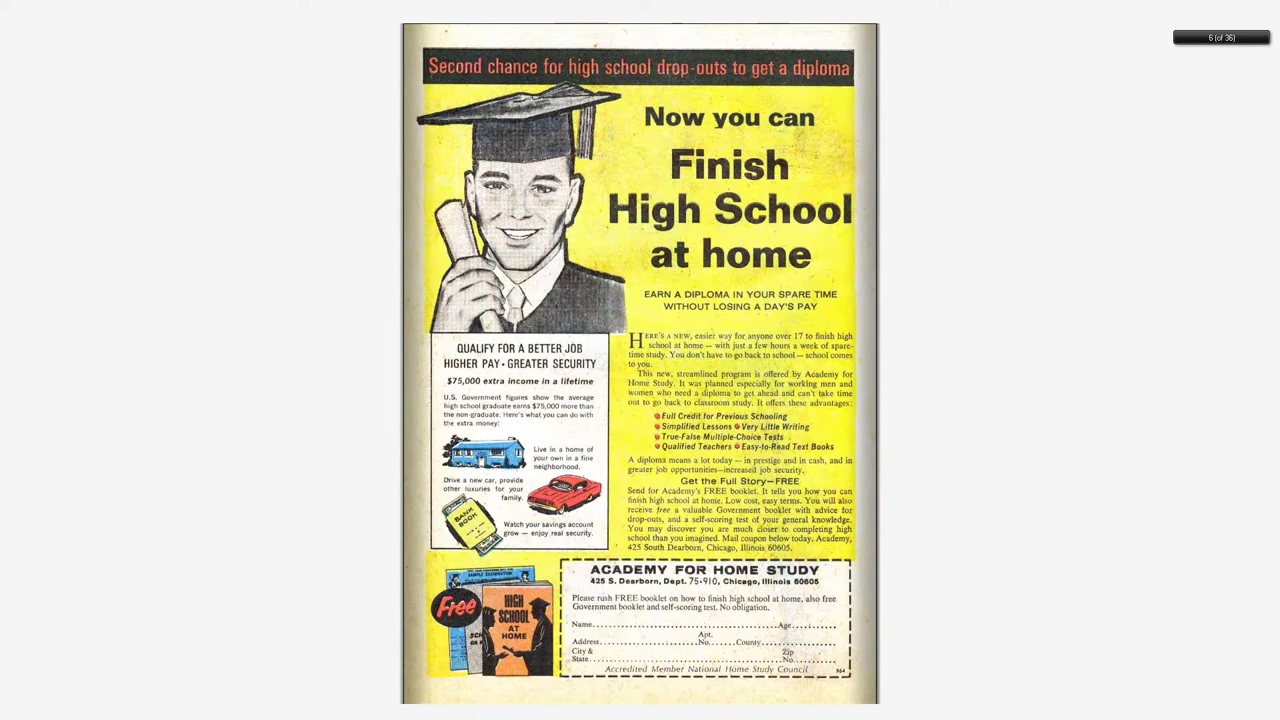 6 (of 36)
Second chance for high school drop-outs to get a diploma
Now you can
Finish
High School
at home
EARN A DIPLOMA IN YOUR SPARE TIME
WITHOUT LOSING A DAY'S PAY
QUALIFY FOR A BETTER JOB
HIGHER PAY • GREATER SECURITY
$75,000 extra income in a lifetime
U.S. Government figures show the average
high school graduate earns $75,000 more than
the non-graduate. Here's what you can do with
the extra money:
Live in a home of
your own in a fine
neighborhood.
Drive a new car, provide
other luxuries for your
family.
BANK
BOOK
Watch your savings account
grow — enjoy real security.
HERE'S A NEW, easier way for anyone over 17 to finish high
school at home — with just a few hours a week of spare-
time study. You don't have to go back to school — school comes
to you.
This new, streamlined program is offered by Academy for
Home Study. It was planned especially for working men and
women who need a diploma to get ahead and can't take time
out to go back to classroom study. It offers these advantages:
Full Credit for Previous Schooling
Simplified Lessons • Very Little Writing
True-False Multiple-Choice Tests
Qualified Teachers • Easy-to-Read Text Books
A diploma means a lot today — in prestige and in cash, and in
greater job opportunities—increased job security.
Get the Full Story—FREE
Send for Academy's FREE booklet. It tells you how you can
finish high school at home. Low cost, easy terms. You will also
receive free a valuable Government booklet with advice for
drop-outs, and a self-scoring test of your general knowledge.
You may discover you are much closer to completing high
school than you imagined. Mail coupon below today. Academy,
425 South Dearborn, Chicago, Illinois 60605.
SAMPLE EXAMINATION
Free
HIGH
SCHOOL
AT
HOME
ACADEMY FOR HOME STUDY
425 S. Dearborn, Dept. 75-910, Chicago, Illinois 60605
Please rush FREE booklet on how to finish high school at home, also free
Government booklet and self-scoring test. No obligation.
Name Age
Apt.
Address No. County
City & Zip
State No.
Accredited Member National Home Study Council 964